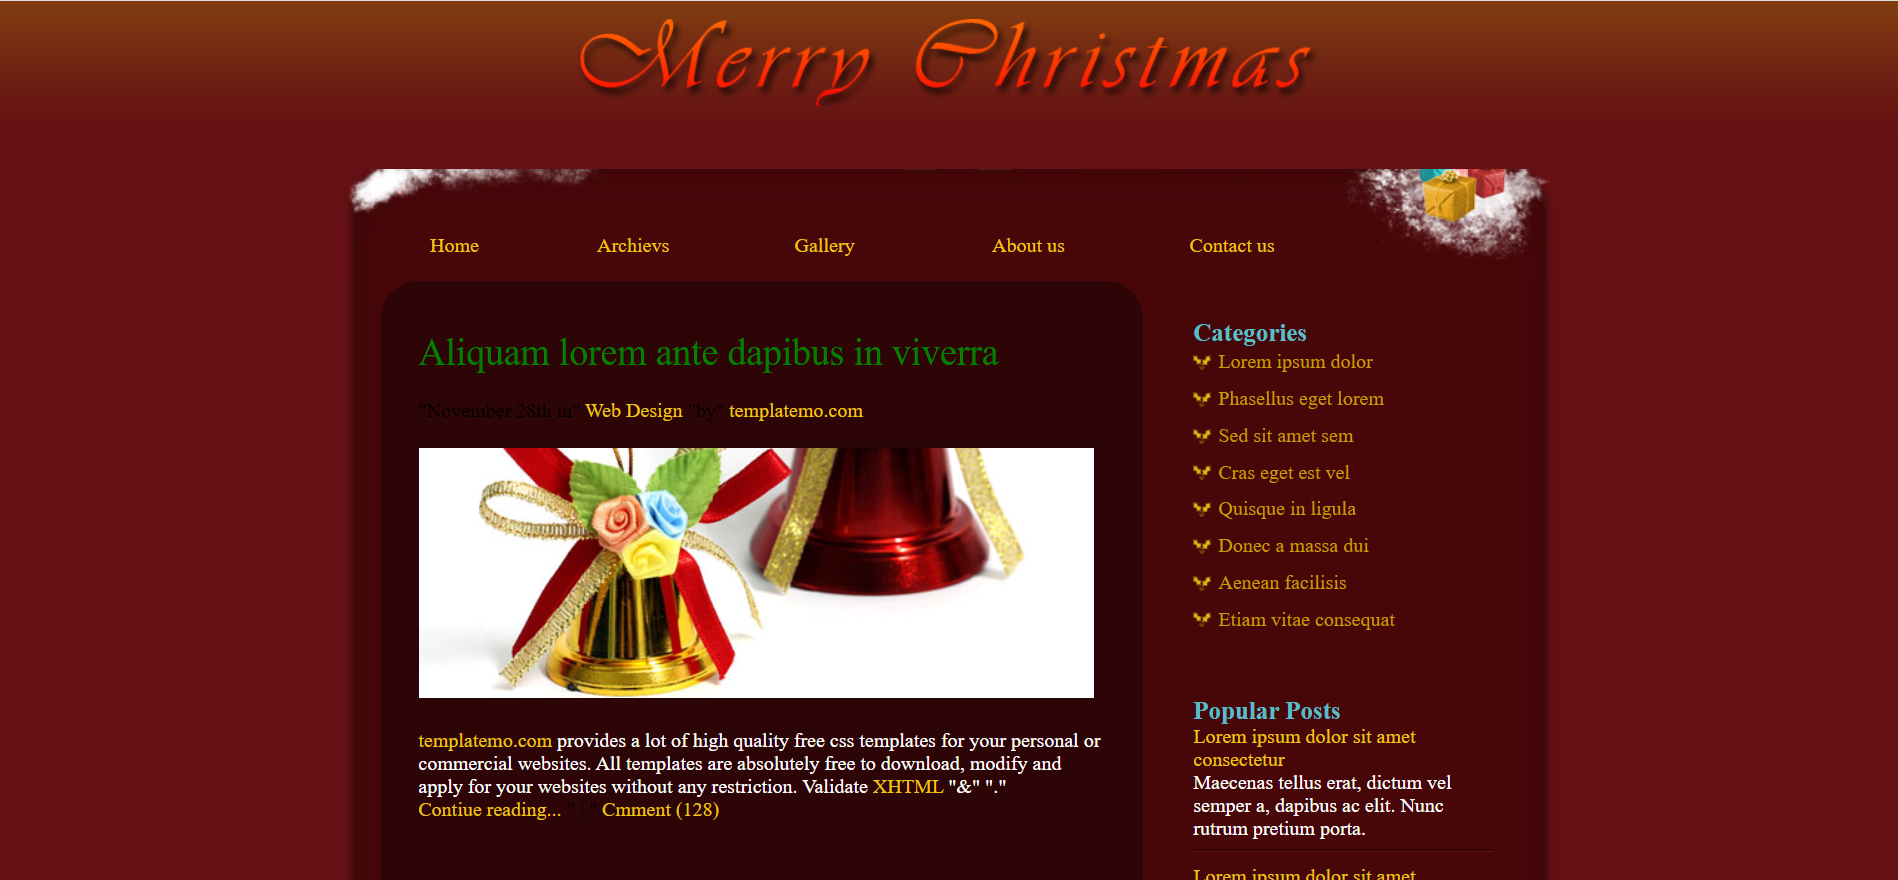 Merry Christmas
Home Archievs Gallery About us Contact us
Aliquam lorem ante dapibus in viverra
"November 28th in" Web Design "by" templatemo.com
templatemo.com provides a lot of high quality free css templates for your personal or
commercial websites. All templates are absolutely free to download, modify and
apply for your websites without any restriction. Validate XHTML "&" "."
Contiue reading... " | " Cmment (128)
Categories
Lorem ipsum dolor
Phasellus eget lorem
Sed sit amet sem
Cras eget est vel
Quisque in ligula
Donec a massa dui
Aenean facilisis
Etiam vitae consequat
Popular Posts
Lorem ipsum dolor sit amet
consectetur
Maecenas tellus erat, dictum vel
semper a, dapibus ac elit. Nunc
rutrum pretium porta.
Lorem ipsum dolor sit amet